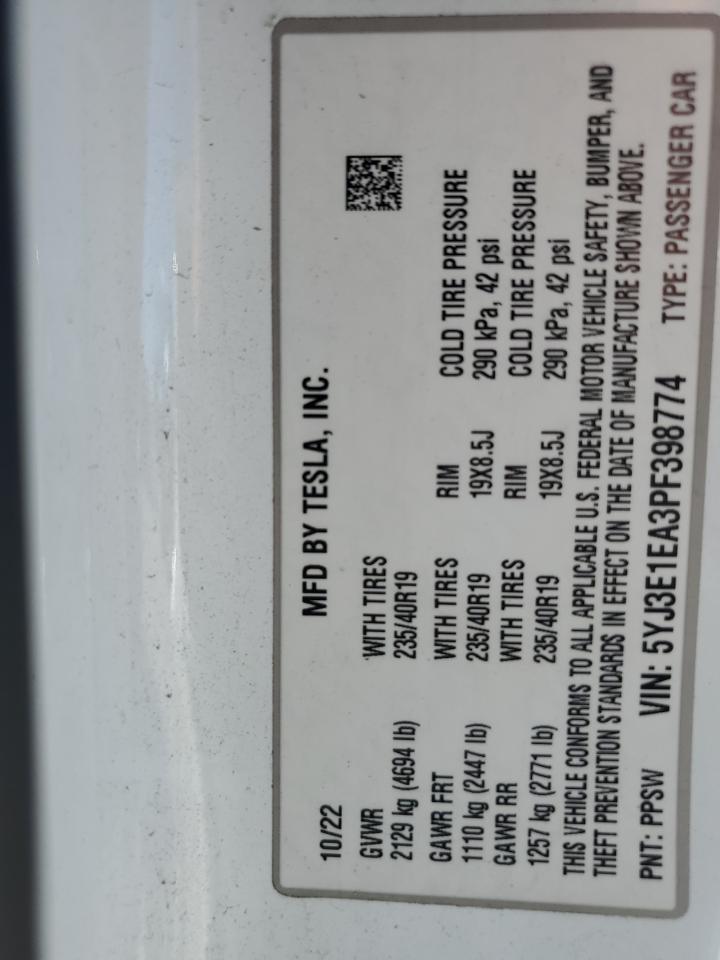 MFD BY TESLA, INC.
10/22
GVWR WITH TIRES
2129 kg (4694 lb) 235/40R19
GAWR FRT WITH TIRES RIM COLD TIRE PRESSURE
1110 kg (2447 lb) 235/40R19 19X8.5J 290 kPa, 42 psi
GAWR RR WITH TIRES RIM COLD TIRE PRESSURE
1257 kg (2771 lb) 235/40R19 19X8.5J 290 kPa, 42 psi
THIS VEHICLE CONFORMS TO ALL APPLICABLE U.S. FEDERAL MOTOR VEHICLE SAFETY, BUMPER, AND
THEFT PREVENTION STANDARDS IN EFFECT ON THE DATE OF MANUFACTURE SHOWN ABOVE.
PNT: PPSW VIN: 5YJ3E1EA3PF398774 TYPE: PASSENGER CAR